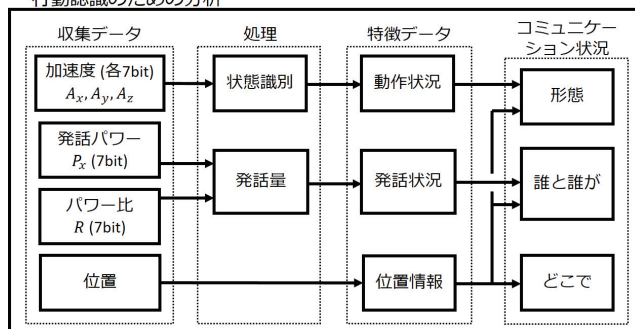 行動認識のための分析
収集データ
処理
特徴データ
コミュニケー
ション状況
加速度 (各7bit)
Ax, Ay, Az
状態識別
動作状況
形態
発話パワー
Px (7bit)
発話量
発話状況
誰と誰が
パワー比
R (7bit)
位置
位置情報
どこで